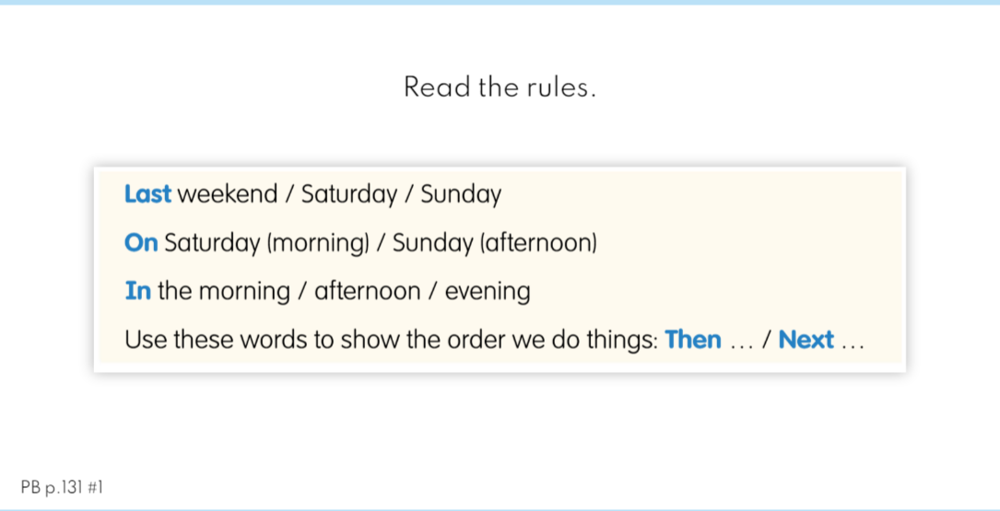 Read the rules.
Last weekend / Saturday / Sunday
On Saturday (morning) / Sunday (afternoon)
In the morning / afternoon / evening
Use these words to show the order we do things: Then ... / Next ...
PB p.131 #1